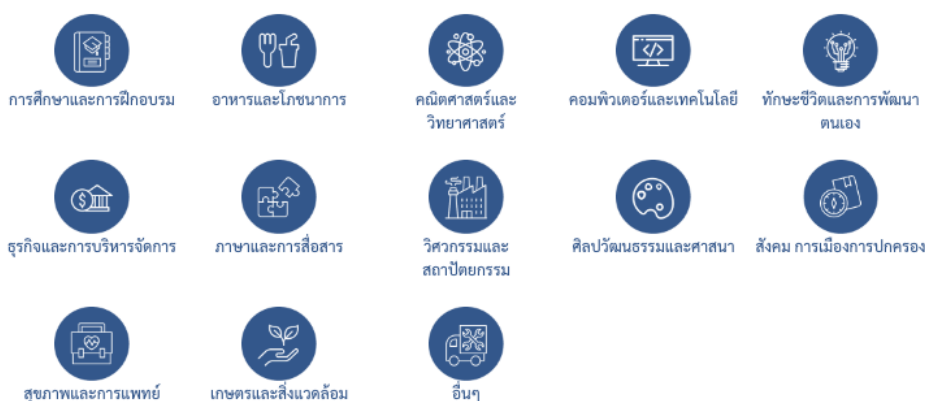 การศึกษาและการฝึกอบรม
อาหารและโภชนาการ
คณิตศาสตร์และ
วิทยาศาสตร์
คอมพิวเตอร์และเทคโนโลยี
ทักษะชีวิตและการพัฒนา
ตนเอง
ธุรกิจและการบริหารจัดการ
ภาษาและการสื่อสาร
วิศวกรรมและ
สถาปัตยกรรม
ศิลปวัฒนธรรมและศาสนา
สังคม การเมืองการปกครอง
สุขภาพและการแพทย์
เกษตรและสิ่งแวดล้อม
อื่นๆ